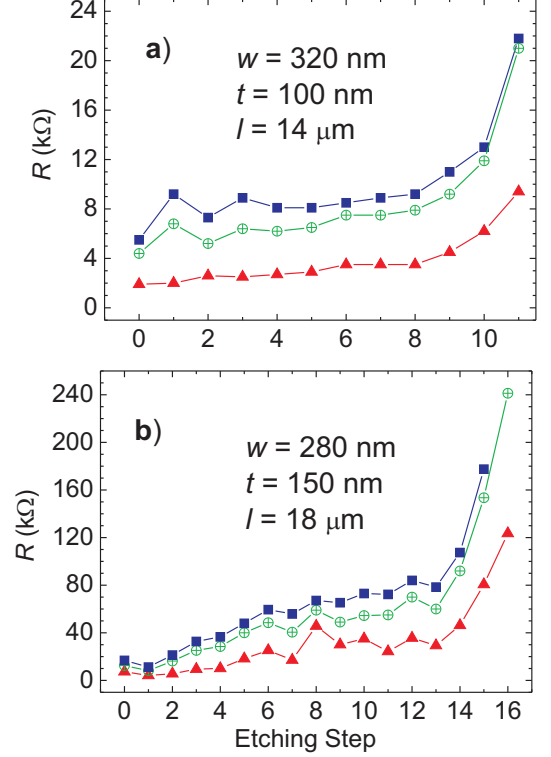 a)
w = 320 nm
t = 100 nm
l = 14 μm
R (kΩ)
24
20
16
12
8
4
0
0 2 4 6 8 10
b)
w = 280 nm
t = 150 nm
l = 18 μm
R (kΩ)
240
200
160
120
80
40
0
0 2 4 6 8 10 12 14 16
Etching Step